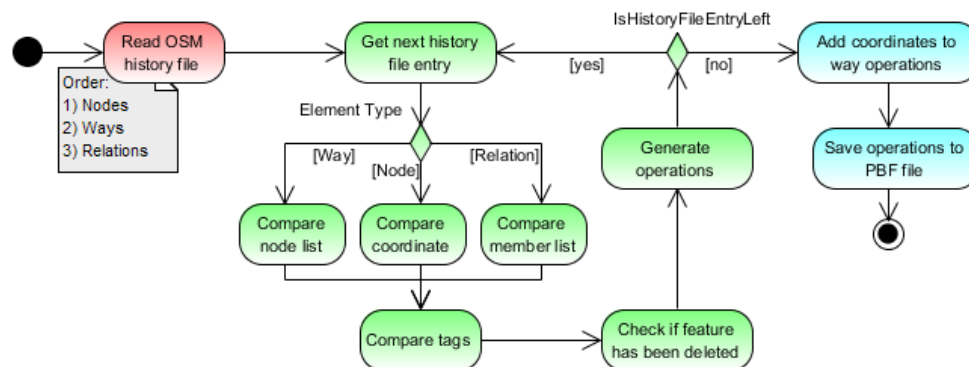 IsHistoryFileEntryLeft
Read OSM
history file
Get next history
file entry
[yes]
[no]
Add coordinates to
way operations
Order:
1) Nodes
2) Ways
3) Relations
Element Type
[Way]
[Node]
[Relation]
Generate
operations
Save operations to
PBF file
Compare
node list
Compare
coordinate
Compare
member list
Compare tags
Check if feature
has been deleted